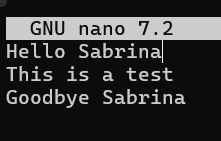 GNU nano 7.2
Hello Sabrina
This is a test
Goodbye Sabrina